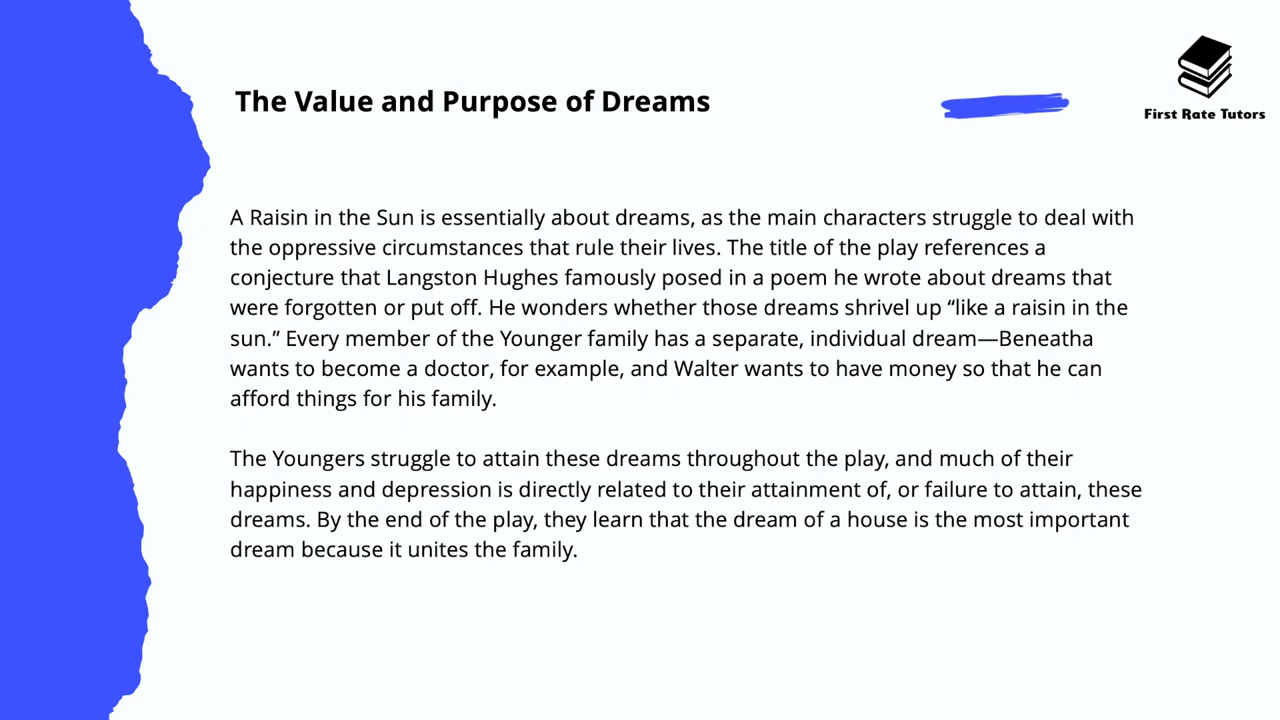 The Value and Purpose of Dreams
First Rate Tutors
A Raisin in the Sun is essentially about dreams, as the main characters struggle to deal with
the oppressive circumstances that rule their lives. The title of the play references a
conjecture that Langston Hughes famously posed in a poem he wrote about dreams that
were forgotten or put off. He wonders whether those dreams shrivel up “like a raisin in the
sun.” Every member of the Younger family has a separate, individual dream—Beneatha
wants to become a doctor, for example, and Walter wants to have money so that he can
afford things for his family.
The Youngers struggle to attain these dreams throughout the play, and much of their
happiness and depression is directly related to their attainment of, or failure to attain, these
dreams. By the end of the play, they learn that the dream of a house is the most important
dream because it unites the family.